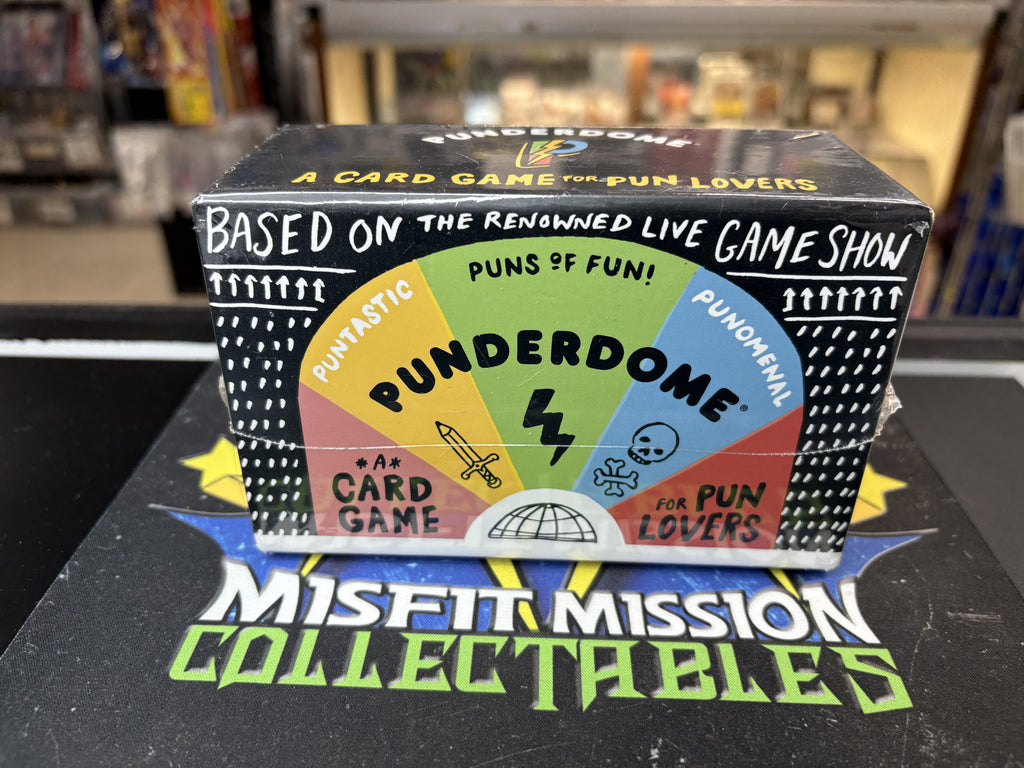 PUNDERDOME
A CARD GAME FOR PUN LOVERS
BASED ON THE RENOWNED LIVE GAME SHOW
PUNS OF FUN!
PUNTASTIC
PUNOMENAL
PUNDERDOME®
*A*
CARD
GAME
FOR PUN
LOVERS
MISFIT MISSION
COLLECTABLES